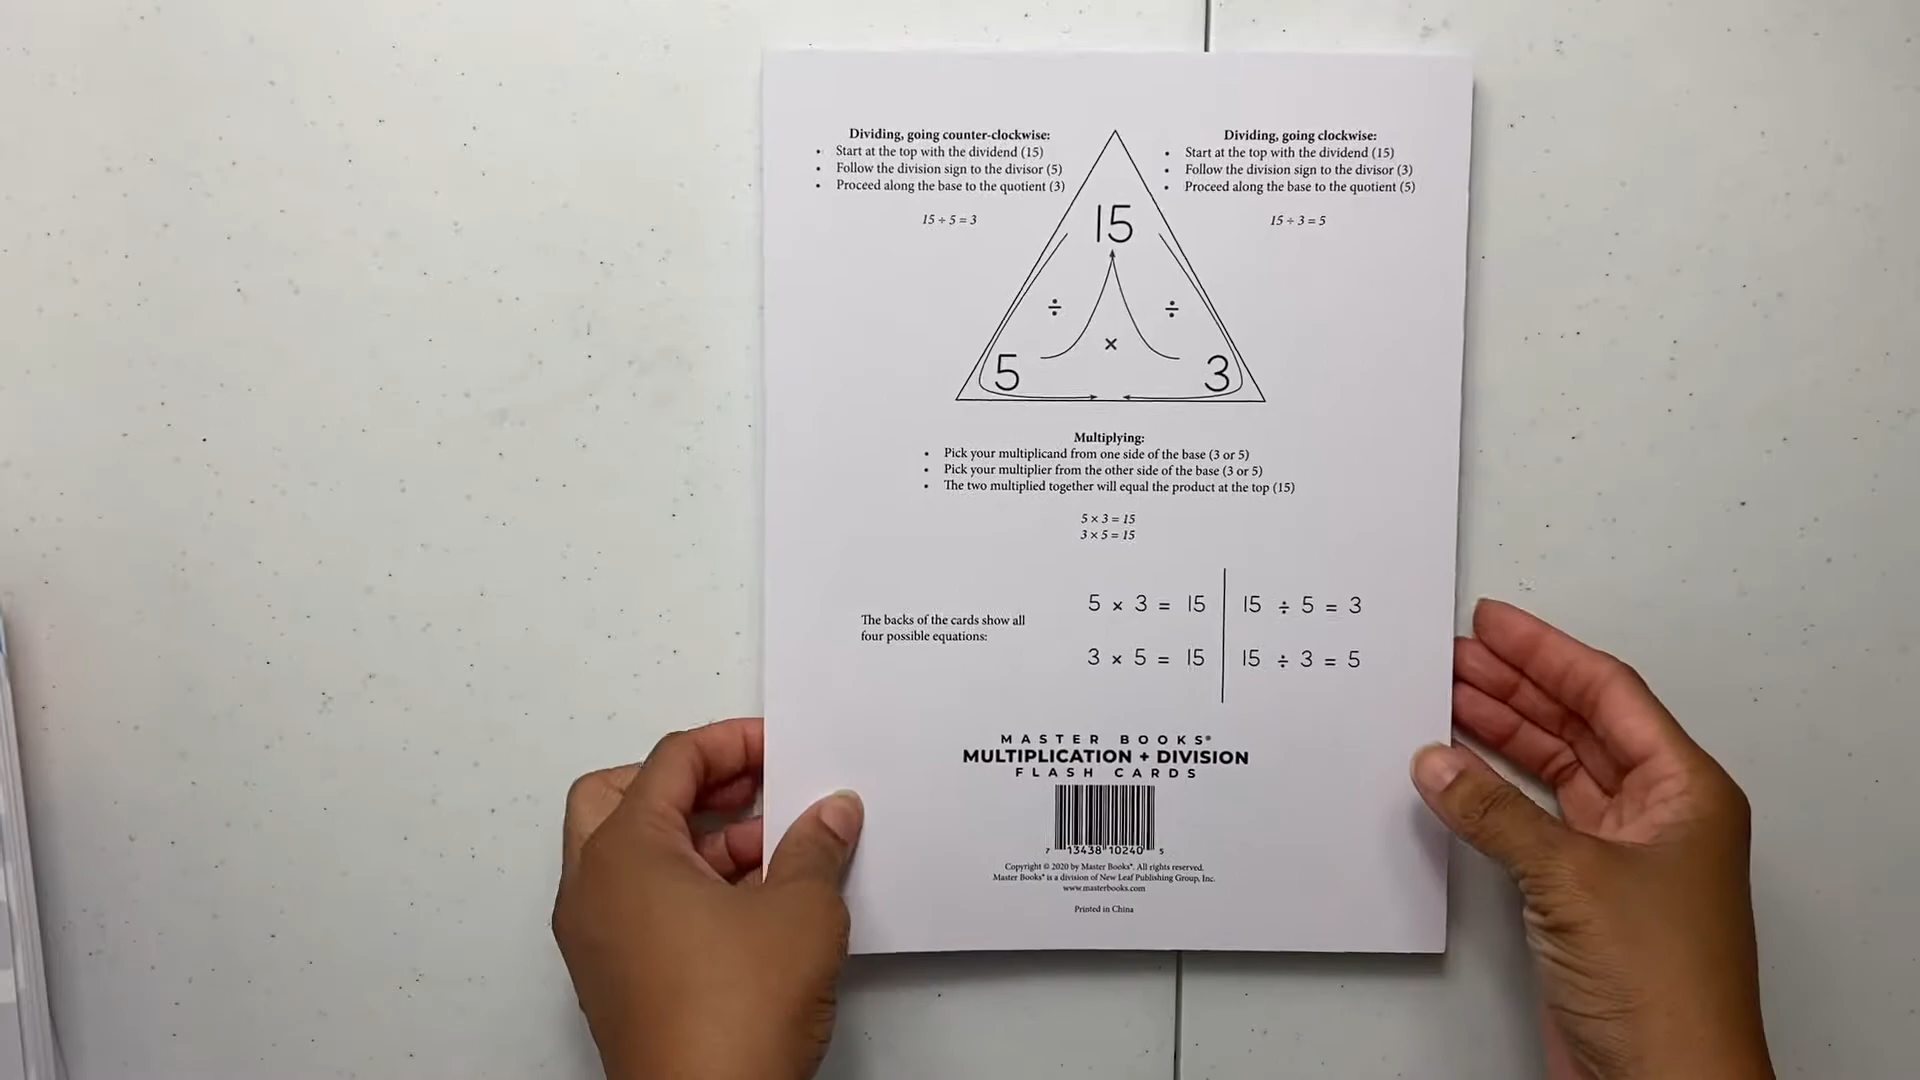 Dividing, going counter-clockwise:
• Start at the top with the dividend (15)
• Follow the division sign to the divisor (5)
• Proceed along the base to the quotient (3)
15 ÷ 5 = 3
Dividing, going clockwise:
• Start at the top with the dividend (15)
• Follow the division sign to the divisor (3)
• Proceed along the base to the quotient (5)
15 ÷ 3 = 5
15
÷ ÷
×
5 3
Multiplying:
• Pick your multiplicand from one side of the base (3 or 5)
• Pick your multiplier from the other side of the base (3 or 5)
• The two multiplied together will equal the product at the top (15)
5 × 3 = 15
3 × 5 = 15
The backs of the cards show all
four possible equations:
5 × 3 = 15 15 ÷ 5 = 3
3 × 5 = 15 15 ÷ 3 = 5
MASTER BOOKS®
MULTIPLICATION + DIVISION
FLASH CARDS
7 13438 10240 5
Copyright © 2020 by Master Books®. All rights reserved.
Master Books® is a division of New Leaf Publishing Group, Inc.
www.masterbooks.com
Printed in China